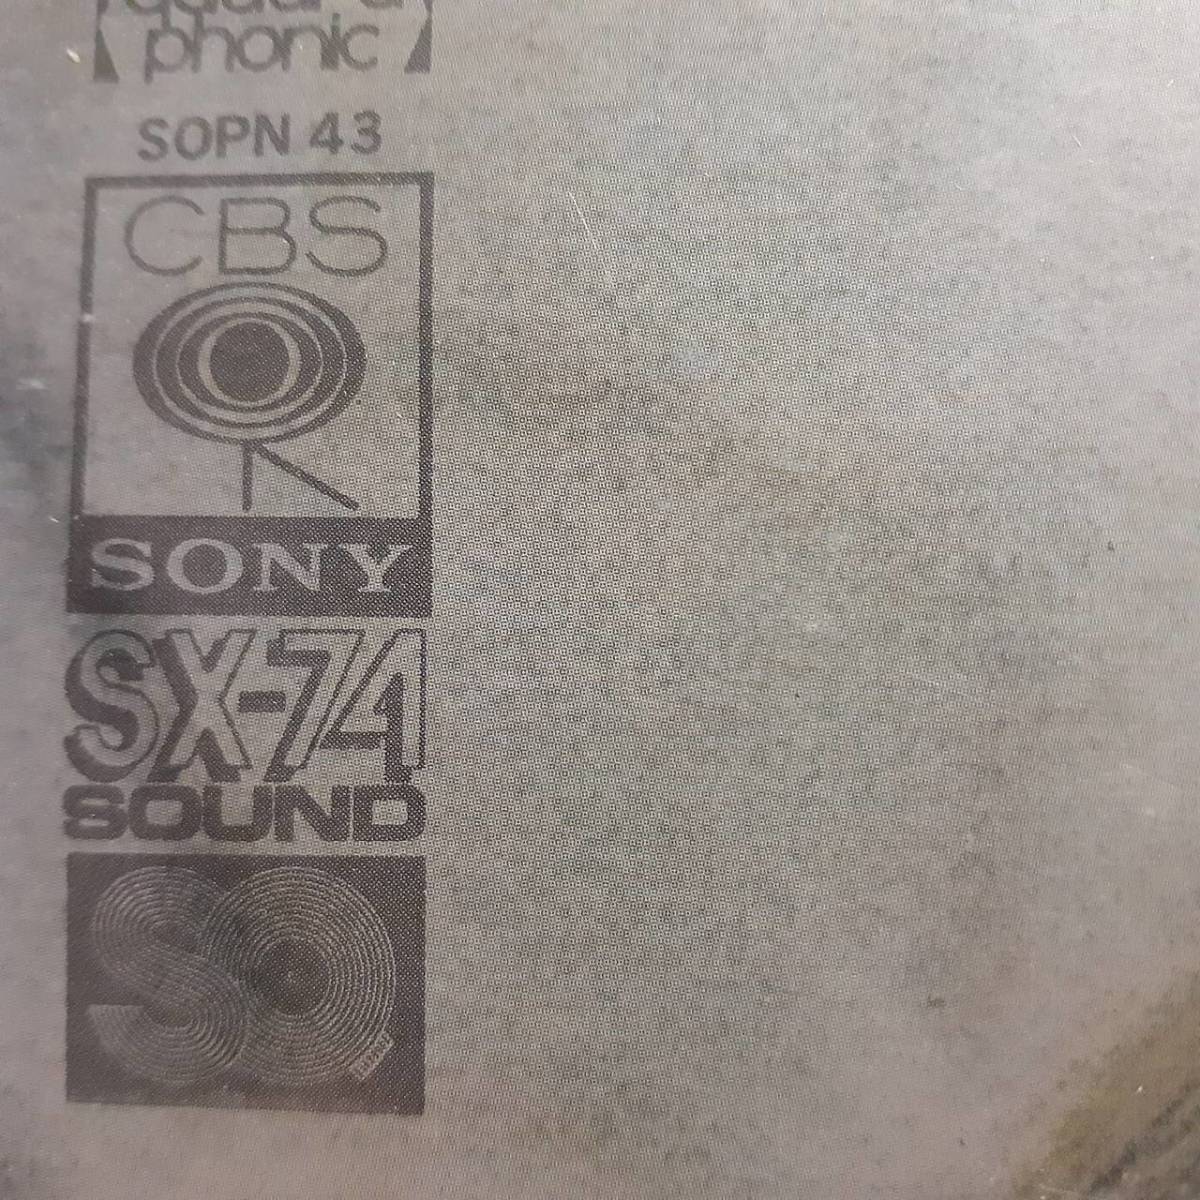 phonic
SOPN 43
CBS
SONY
SX-74
SOUND
SQ